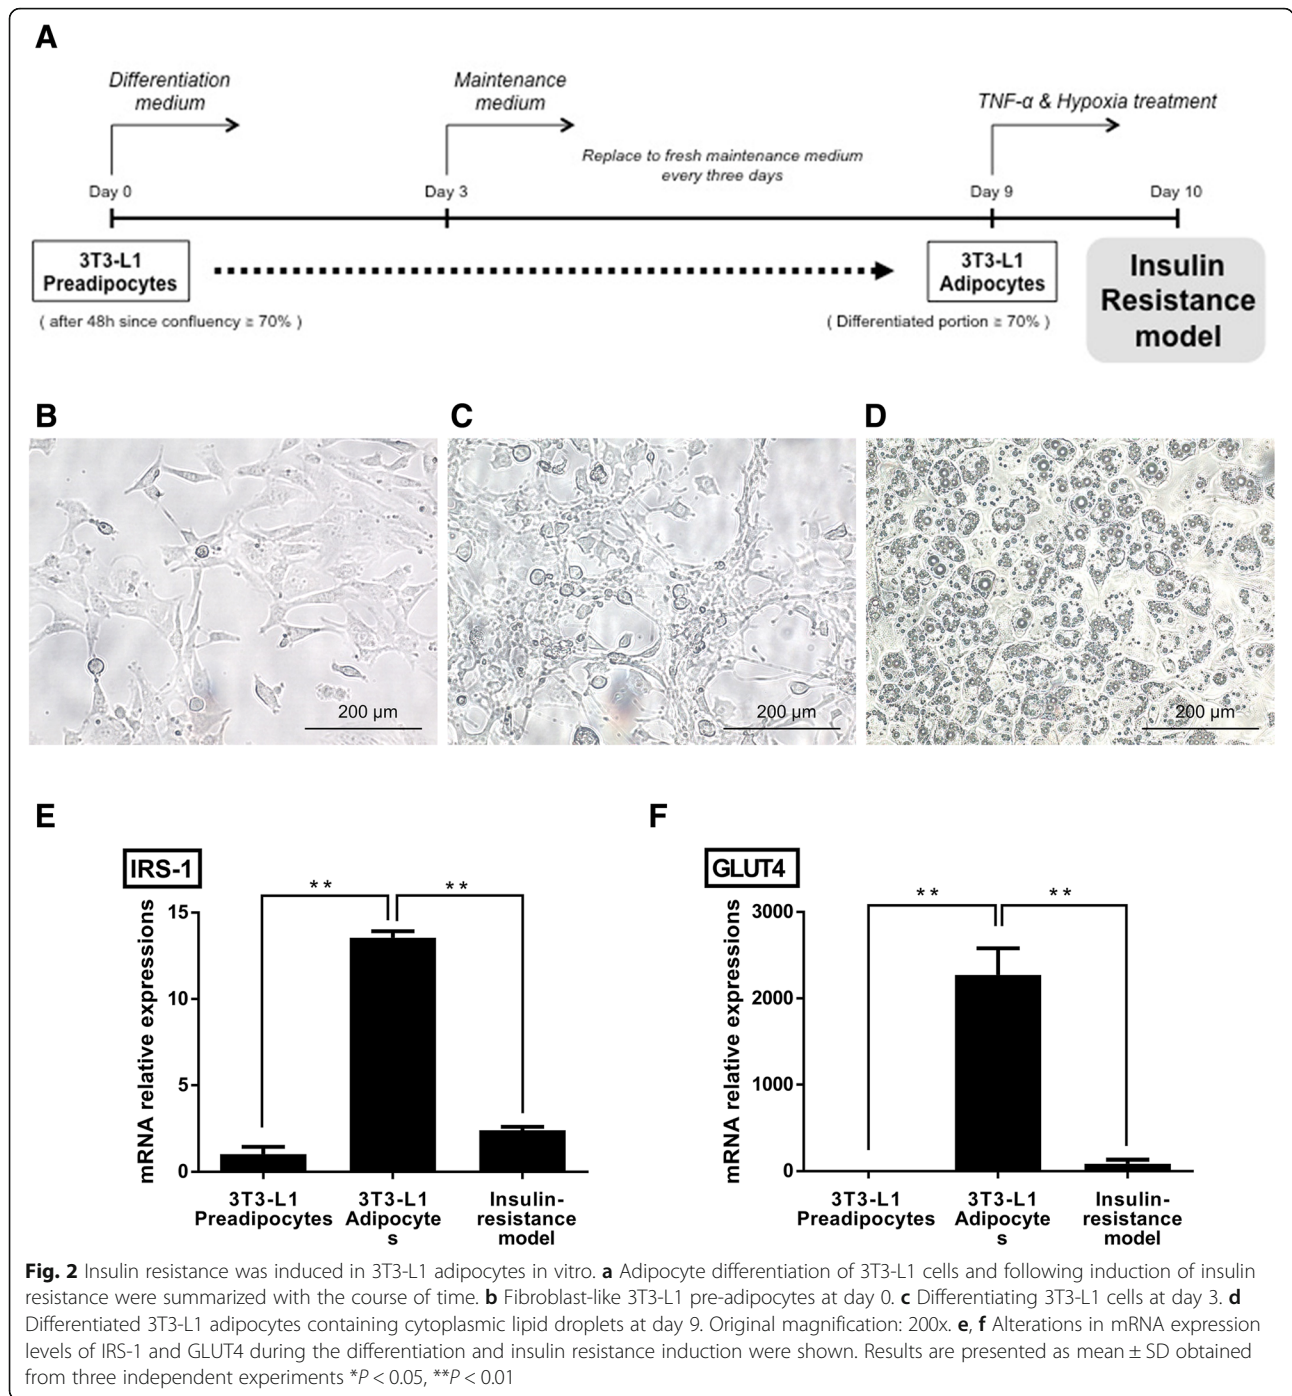 A
Differentiation
medium
Maintenance
medium
TNF-α & Hypoxia treatment
Replace to fresh maintenance medium
every three days
Day 0
Day 3
Day 9
Day 10
3T3-L1
Preadipocytes
3T3-L1
Adipocytes
Insulin
Resistance
model
( after 48h since confluency ≥ 70% )
( Differentiated portion ≥ 70% )
B
C
D
200 µm
200 µm
200 µm
E
IRS-1
**
**
mRNA relative expressions
15
10
5
0
3T3-L1
Preadipocytes
3T3-L1
Adipocyte
s
Insulin-
resistance
model
F
GLUT4
**
**
mRNA relative expressions
3000
2000
1000
0
3T3-L1
Preadipocytes
3T3-L1
Adipocyte
s
Insulin-
resistance
model
Fig. 2 Insulin resistance was induced in 3T3-L1 adipocytes in vitro. a Adipocyte differentiation of 3T3-L1 cells and following induction of insulin
resistance were summarized with the course of time. b Fibroblast-like 3T3-L1 pre-adipocytes at day 0. c Differentiating 3T3-L1 cells at day 3. d
Differentiated 3T3-L1 adipocytes containing cytoplasmic lipid droplets at day 9. Original magnification: 200x. e, f Alterations in mRNA expression
levels of IRS-1 and GLUT4 during the differentiation and insulin resistance induction were shown. Results are presented as mean ± SD obtained
from three independent experiments *P < 0.05, **P < 0.01